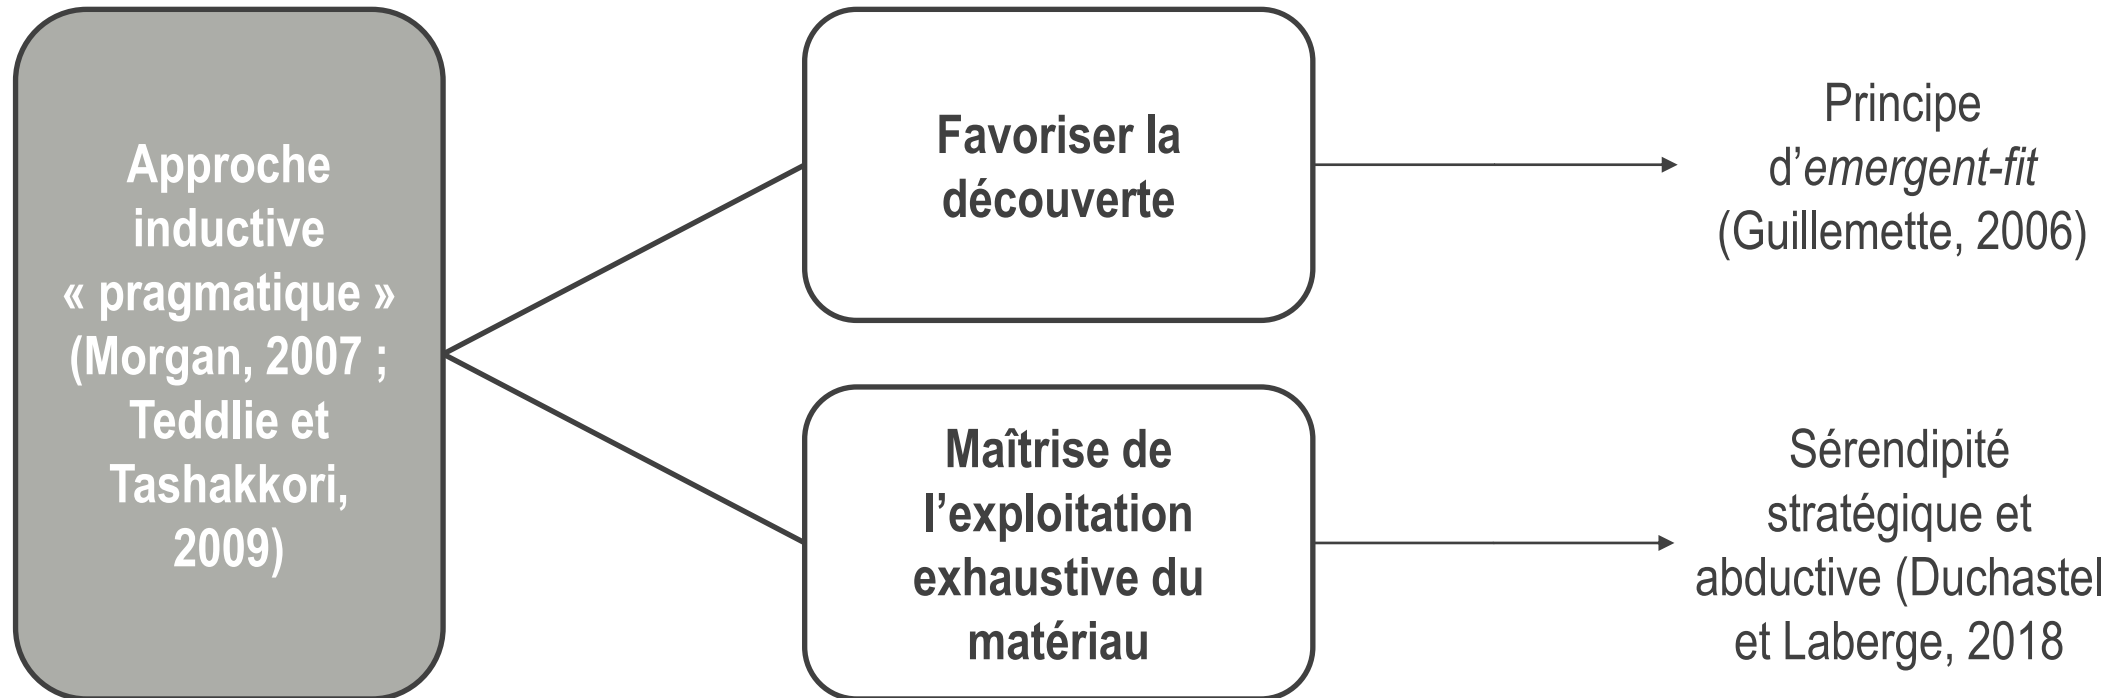 Approche
inductive
« pragmatique »
(Morgan, 2007 ;
Teddlie et
Tashakkori,
2009)
Favoriser la
découverte
Principe
d’emergent-fit
(Guillemette, 2006)
Maîtrise de
l’exploitation
exhaustive du
matériau
Sérendipité
stratégique et
abductive (Duchastel
et Laberge, 2018